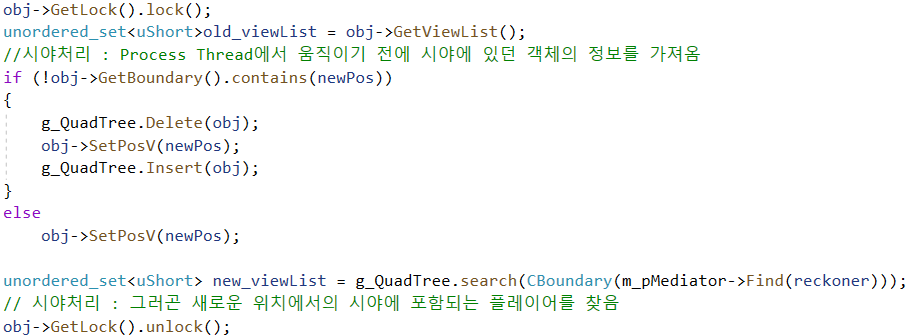 obj->GetLock().lock();
unordered_set<uShort>old_viewList = obj->GetViewList();
//시야처리 : Process Thread에서 움직이기 전에 시야에 있던 객체의 정보를 가져옴
if (!obj->GetBoundary().contains(newPos))
{
g_QuadTree.Delete(obj);
obj->SetPosV(newPos);
g_QuadTree.Insert(obj);
}
else
obj->SetPosV(newPos);
unordered_set<uShort> new_viewList = g_QuadTree.search(CBoundary(m_pMediator->Find(reckoner)));
// 시야처리 : 그러곤 새로운 위치에서의 시야에 포함되는 플레이어를 찾음
obj->GetLock().unlock();